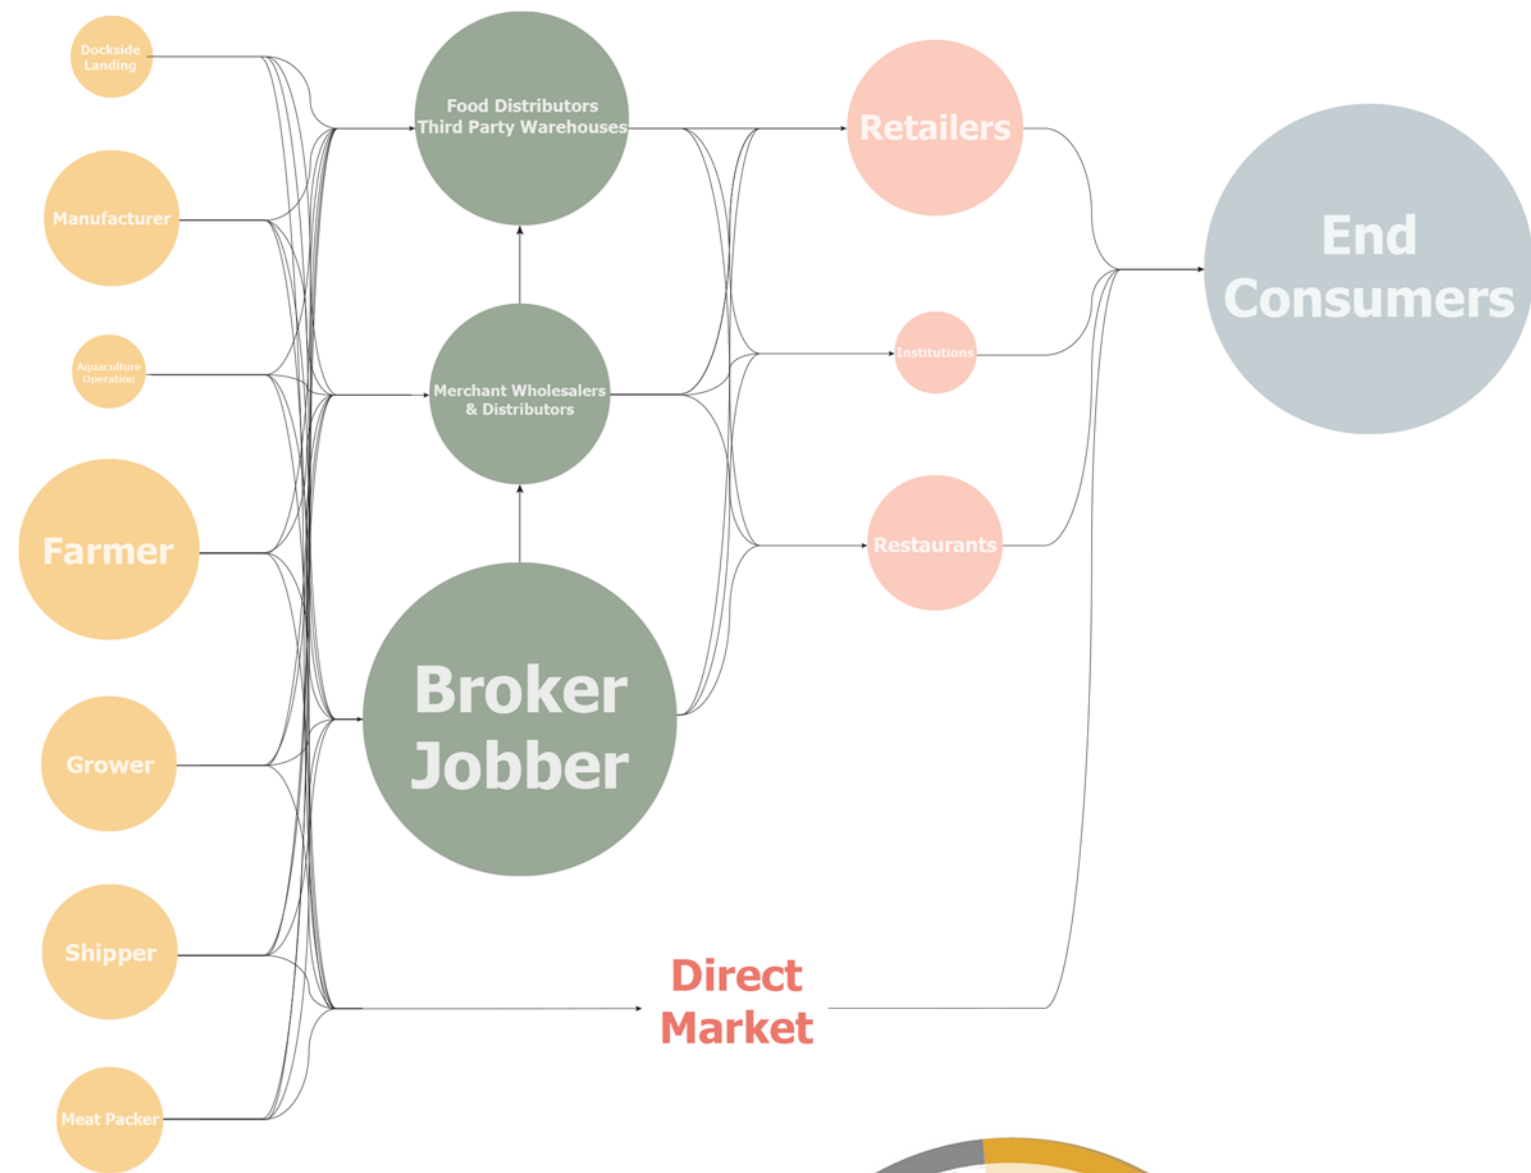 Dockside
Landing
Manufacturer
Aquaculture
Operation
Farmer
Grower
Shipper
Meat Packer
Food Distributors
Third Party Warehouses
Merchant Wholesalers
& Distributors
Broker
Jobber
Direct
Market
Retailers
Institutions
Restaurants
End
Consumers